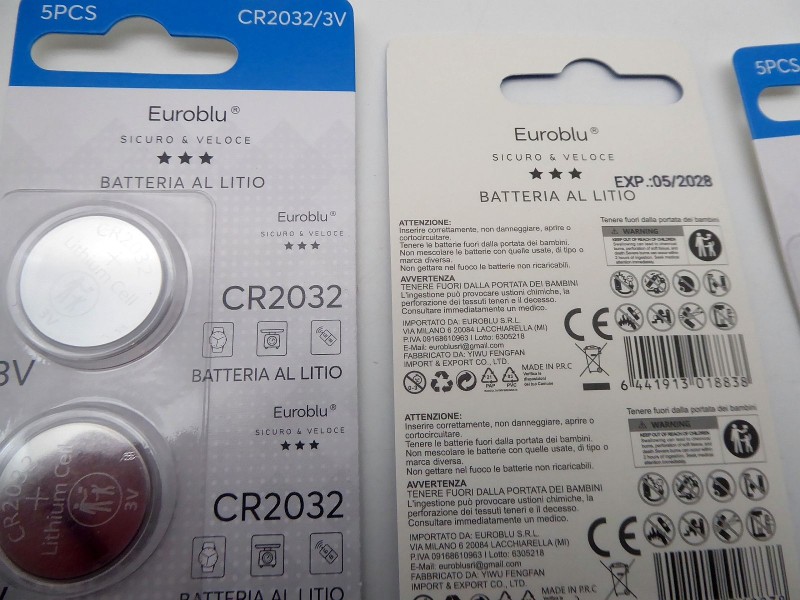 5PCS
CR2032/3V
Euroblu®
SICURO & VELOCE
BATTERIA AL LITIO
Euroblu®
SICURO & VELOCE
CR2032
BATTERIA AL LITIO
3V
Euroblu®
SICURO & VELOCE
CR2032
BATTERIA AL LITIO
CR203
+
Lithium Cell
3V
Euroblu®
SICURO & VELOCE
BATTERIA AL LITIO
EXP.:05/2028
ATTENZIONE:
Inserire correttamente, non danneggiare, aprire o
cortocircuitare.
Tenere le batterie fuori dalla portata dei bambini.
Non mescolare le batterie con quelle usate, di tipo o
marca diversa.
Non gettare nel fuoco le batterie non ricaricabili.
AVVERTENZA
TENERE FUORI DALLA PORTATA DEI BAMBINI
L'ingestione può provocare ustioni chimiche, la
perforazione dei tessuti teneri e il decesso.
Consultare immediatamente un medico.
IMPORTATO DA: EUROBLU S.R.L.
VIA MILANO 6 20084 LACCHIARELLA (MI)
P.IVA 09168610963 I Lotto: 6305218
E-Mail: euroblusrl@gmail.com
FABBRICATO DA: YIWU FENGFAN
IMPORT & EXPORT CO., LTD.
MADE IN P.R.C
PAP
PVC
Tenere fuori dalla portata dei bambini
WARNING
KEEP OUT OF REACH OF CHILDREN
CE
6 441913 018838
ATTENZIONE:
Inserire correttamente, non danneggiare, aprire o
cortocircuitare.
Tenere le batterie fuori dalla portata dei bambini.
Non mescolare le batterie con quelle usate, di tipo o
marca diversa.
Non gettare nel fuoco le batterie non ricaricabili.
AVVERTENZA
TENERE FUORI DALLA PORTATA DEI BAMBINI
L'ingestione può provocare ustioni chimiche, la
perforazione dei tessuti teneri e il decesso.
Consultare immediatamente un medico.
IMPORTATO DA: EUROBLU S.R.L.
VIA MILANO 6 20084 LACCHIARELLA (MI)
P.IVA 09168610963 I Lotto: 6305218
E-Mail: euroblusrl@gmail.com
FABBRICATO DA: YIWU FENGFAN
IMPORT & EXPORT CO., LTD.
MADE IN P.R.C
Tenere fuori dalla portata dei bambini
WARNING
KEEP OUT OF REACH OF CHILDREN
CE
5PCS